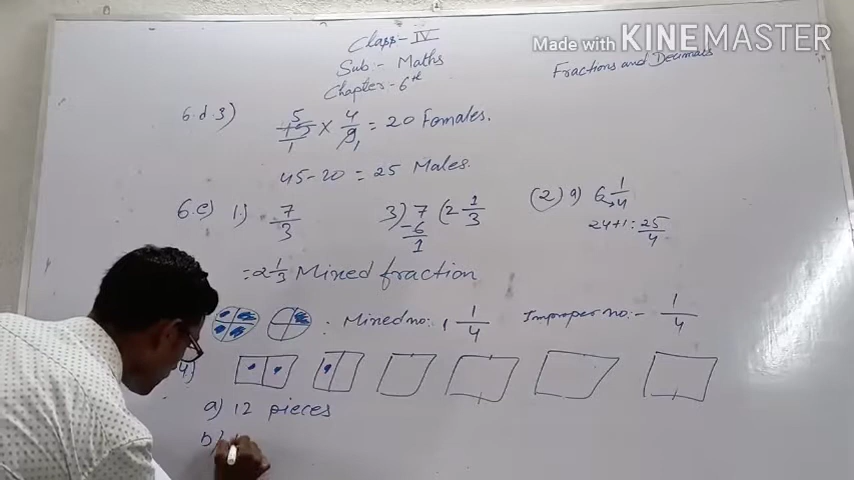 Class-IV
Made with KINEMASTER
Sub:- Maths
Fractions and Decimals
Chapter-6th
6.d.3) 5 4
45 × 9 = 20 Females.
1 1
45-20 = 25 Males.
6.e) 1.) 7/3 3) 7 (2 1/3 (2) a) 6 1/4
-6 24+1 = 25/4
1
= 2 1/3 Mixed fraction
: Mixed no: 1 1/4 Improper no:- 1/4
4)
a) 12 pieces
b)